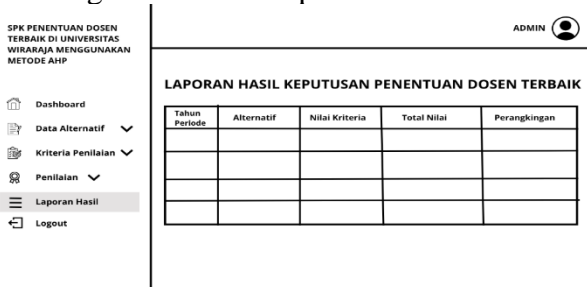 SPK PENENTUAN DOSEN
TERBAIK DI UNIVERSITAS
WIRARAJA MENGGUNAKAN
METODE AHP
ADMIN
LAPORAN HASIL KEPUTUSAN PENENTUAN DOSEN TERBAIK
Dashboard
Data Alternatif
Kriteria Penilaian
Penilaian
Laporan Hasil
Logout
Tahun
Periode
Alternatif
Nilai Kriteria
Total Nilai
Perangkingan